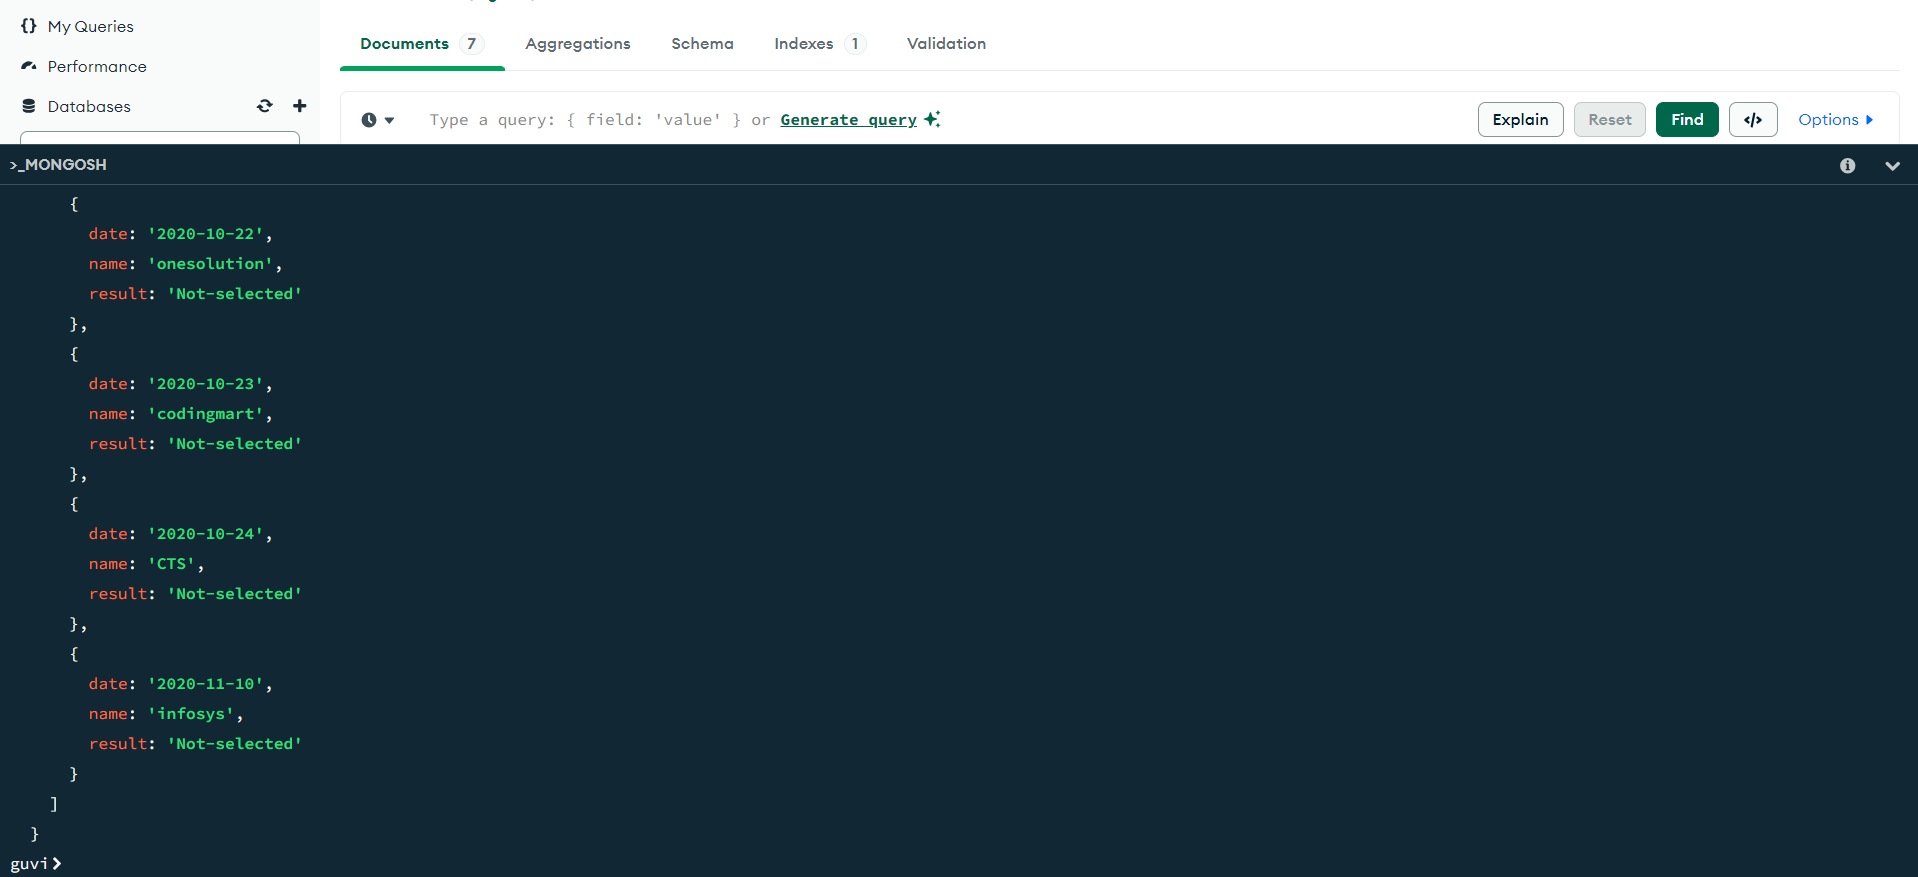 {} My Queries
Performance
Databases
Documents 7 Aggregations Schema Indexes 1 Validation
Type a query: { field: 'value' } or Generate query
Explain Reset Find </> Options
>_MONGOSH
{
date: '2020-10-22',
name: 'onesolution',
result: 'Not-selected'
},
{
date: '2020-10-23',
name: 'codingmart',
result: 'Not-selected'
},
{
date: '2020-10-24',
name: 'CTS',
result: 'Not-selected'
},
{
date: '2020-11-10',
name: 'infosys',
result: 'Not-selected'
}
]
}
guvi>